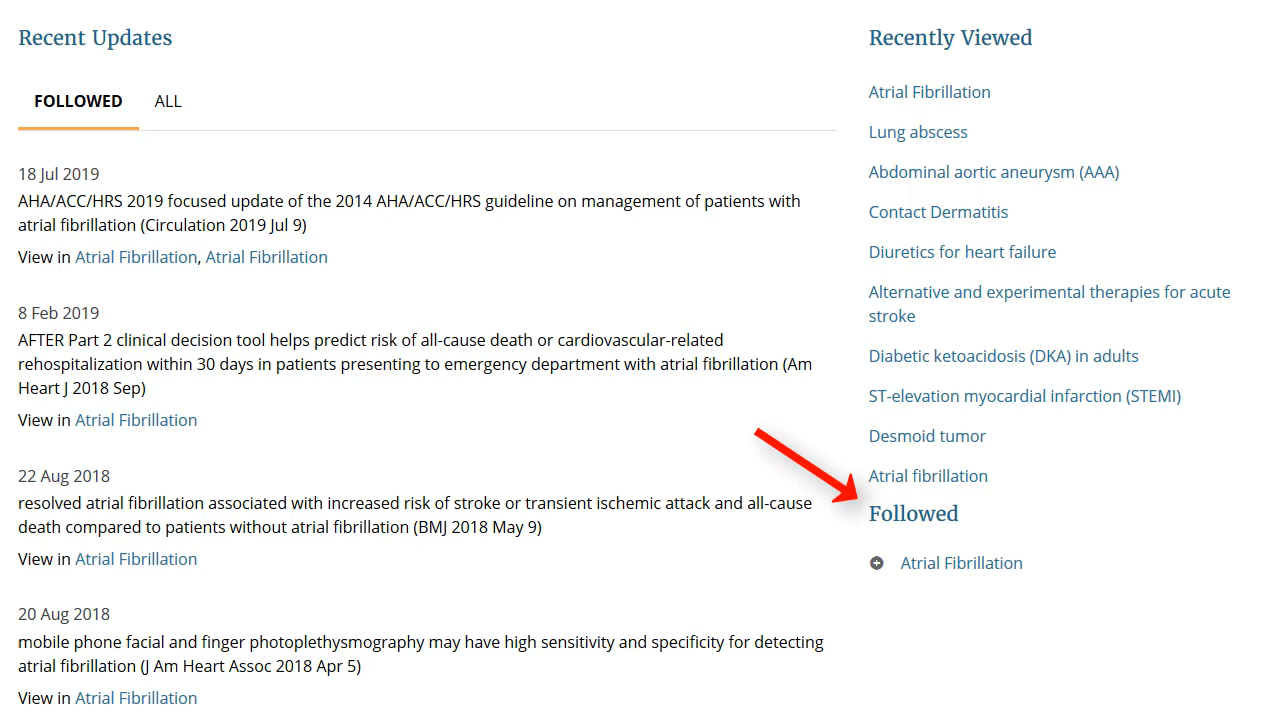 Recent Updates
FOLLOWED ALL
18 Jul 2019
AHA/ACC/HRS 2019 focused update of the 2014 AHA/ACC/HRS guideline on management of patients with
atrial fibrillation (Circulation 2019 Jul 9)
View in Atrial Fibrillation, Atrial Fibrillation
8 Feb 2019
AFTER Part 2 clinical decision tool helps predict risk of all-cause death or cardiovascular-related
rehospitalization within 30 days in patients presenting to emergency department with atrial fibrillation (Am
Heart J 2018 Sep)
View in Atrial Fibrillation
22 Aug 2018
resolved atrial fibrillation associated with increased risk of stroke or transient ischemic attack and all-cause
death compared to patients without atrial fibrillation (BMJ 2018 May 9)
View in Atrial Fibrillation
20 Aug 2018
mobile phone facial and finger photoplethysmography may have high sensitivity and specificity for detecting
atrial fibrillation (J Am Heart Assoc 2018 Apr 5)
View in Atrial Fibrillation
Recently Viewed
Atrial Fibrillation
Lung abscess
Abdominal aortic aneurysm (AAA)
Contact Dermatitis
Diuretics for heart failure
Alternative and experimental therapies for acute
stroke
Diabetic ketoacidosis (DKA) in adults
ST-elevation myocardial infarction (STEMI)
Desmoid tumor
Atrial fibrillation
Followed
Atrial Fibrillation